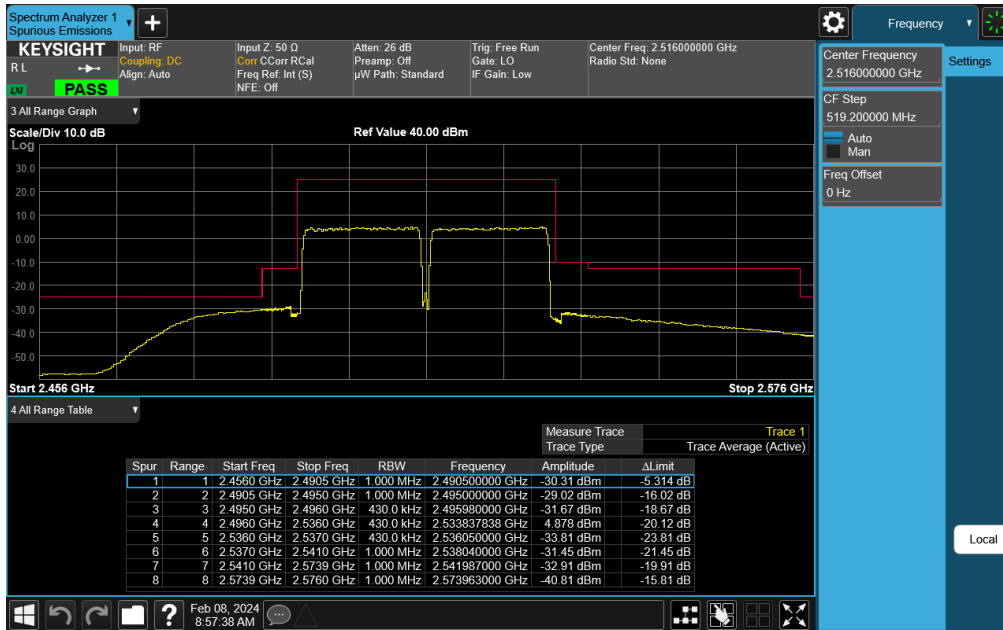 Spectrum Analyzer 1
Spurious Emissions
Frequency
KEYSIGHT
R L
LXI
PASS
Input: RF
Coupling: DC
Align: Auto
Input Z: 50 Ω
Corr CCorr RCal
Freq Ref: Int (S)
NFE: Off
Atten: 26 dB
Preamp: Off
µW Path: Standard
Trig: Free Run
Gate: LO
IF Gain: Low
Center Freq: 2.516000000 GHz
Radio Std: None
Center Frequency
2.516000000 GHz
Settings
CF Step
519.200000 MHz
Auto
Man
Freq Offset
0 Hz
Local
3 All Range Graph
Scale/Div 10.0 dB
Ref Value 40.00 dBm
Log
30.0
20.0
10.0
0.00
-10.0
-20.0
-30.0
-40.0
-50.0
Start 2.456 GHz
Stop 2.576 GHz
4 All Range Table
Measure Trace Trace 1
Trace Type Trace Average (Active)
Spur Range Start Freq Stop Freq RBW Frequency Amplitude ΔLimit
1 1 2.4560 GHz 2.4905 GHz 1.000 MHz 2.490500000 GHz -30.31 dBm -5.314 dB
2 2 2.4905 GHz 2.4950 GHz 1.000 MHz 2.495000000 GHz -29.02 dBm -16.02 dB
3 3 2.4950 GHz 2.4960 GHz 430.0 kHz 2.495980000 GHz -31.67 dBm -18.67 dB
4 4 2.4960 GHz 2.5360 GHz 430.0 kHz 2.533837838 GHz 4.878 dBm -20.12 dB
5 5 2.5360 GHz 2.5370 GHz 430.0 kHz 2.536050000 GHz -33.81 dBm -23.81 dB
6 6 2.5370 GHz 2.5410 GHz 1.000 MHz 2.538040000 GHz -31.45 dBm -21.45 dB
7 7 2.5410 GHz 2.5739 GHz 1.000 MHz 2.541987000 GHz -32.91 dBm -19.91 dB
8 8 2.5739 GHz 2.5760 GHz 1.000 MHz 2.573963000 GHz -40.81 dBm -15.81 dB
?
Feb 08, 2024
8:57:38 AM